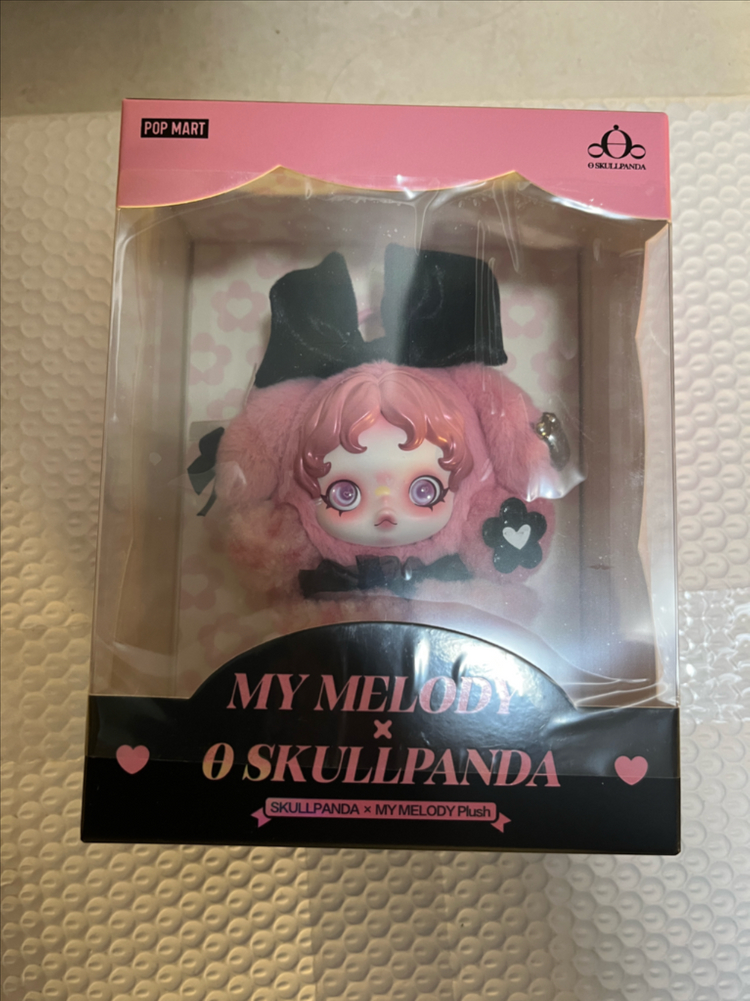 POP MART
θ SKULLPANDA
MY MELODY
×
θ SKULLPANDA
SKULLPANDA × MY MELODY Plush